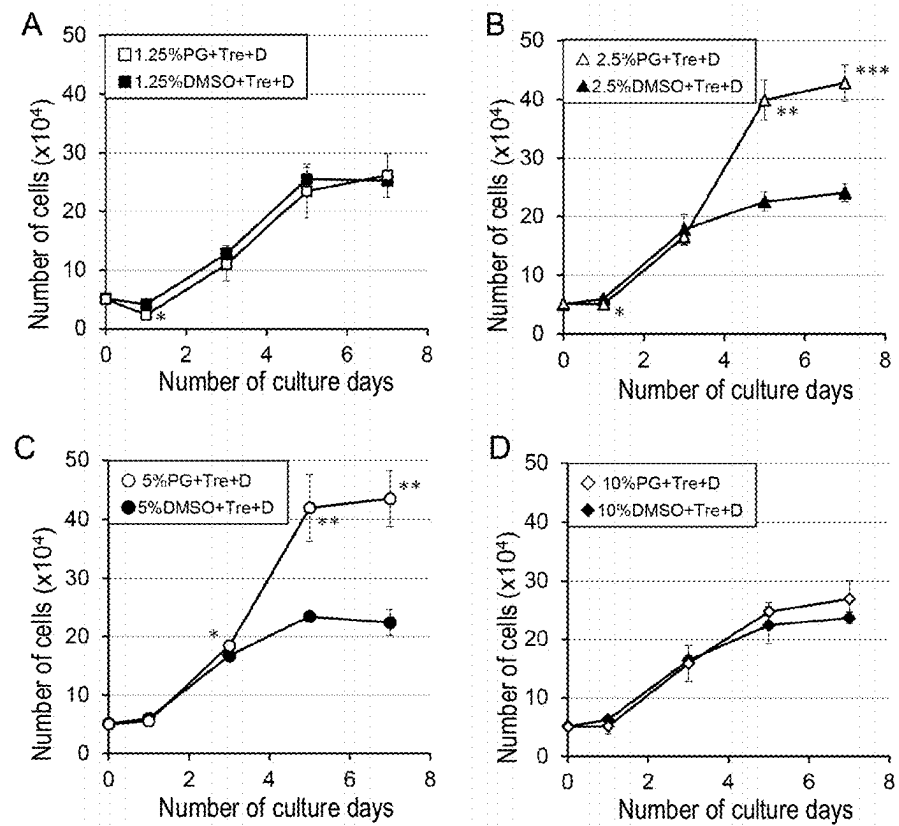 A
50
40
30
20
10
0
0 2 4 6 8
Number of cells (x10⁴)
Number of culture days
1.25%PG+Tre+D
1.25%DMSO+Tre+D
*
*
B
50
40
30
20
10
0
0 2 4 6 8
Number of cells (x10⁴)
Number of culture days
2.5%PG+Tre+D
2.5%DMSO+Tre+D
*
**
***
C
50
40
30
20
10
0
0 2 4 6 8
Number of cells (x10⁴)
Number of culture days
5%PG+Tre+D
5%DMSO+Tre+D
*
**
**
D
50
40
30
20
10
0
0 2 4 6 8
Number of cells (x10⁴)
Number of culture days
10%PG+Tre+D
10%DMSO+Tre+D